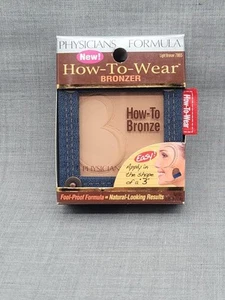 PHYSICIANS FORMULA
New!
How-To-Wear®
BRONZER
How-To
Bronze
How-To-Wear
PHYSICIANS
Easy
Apply in
the shape
of a "3"
Fool-Proof Formula = Natural-Looking Results